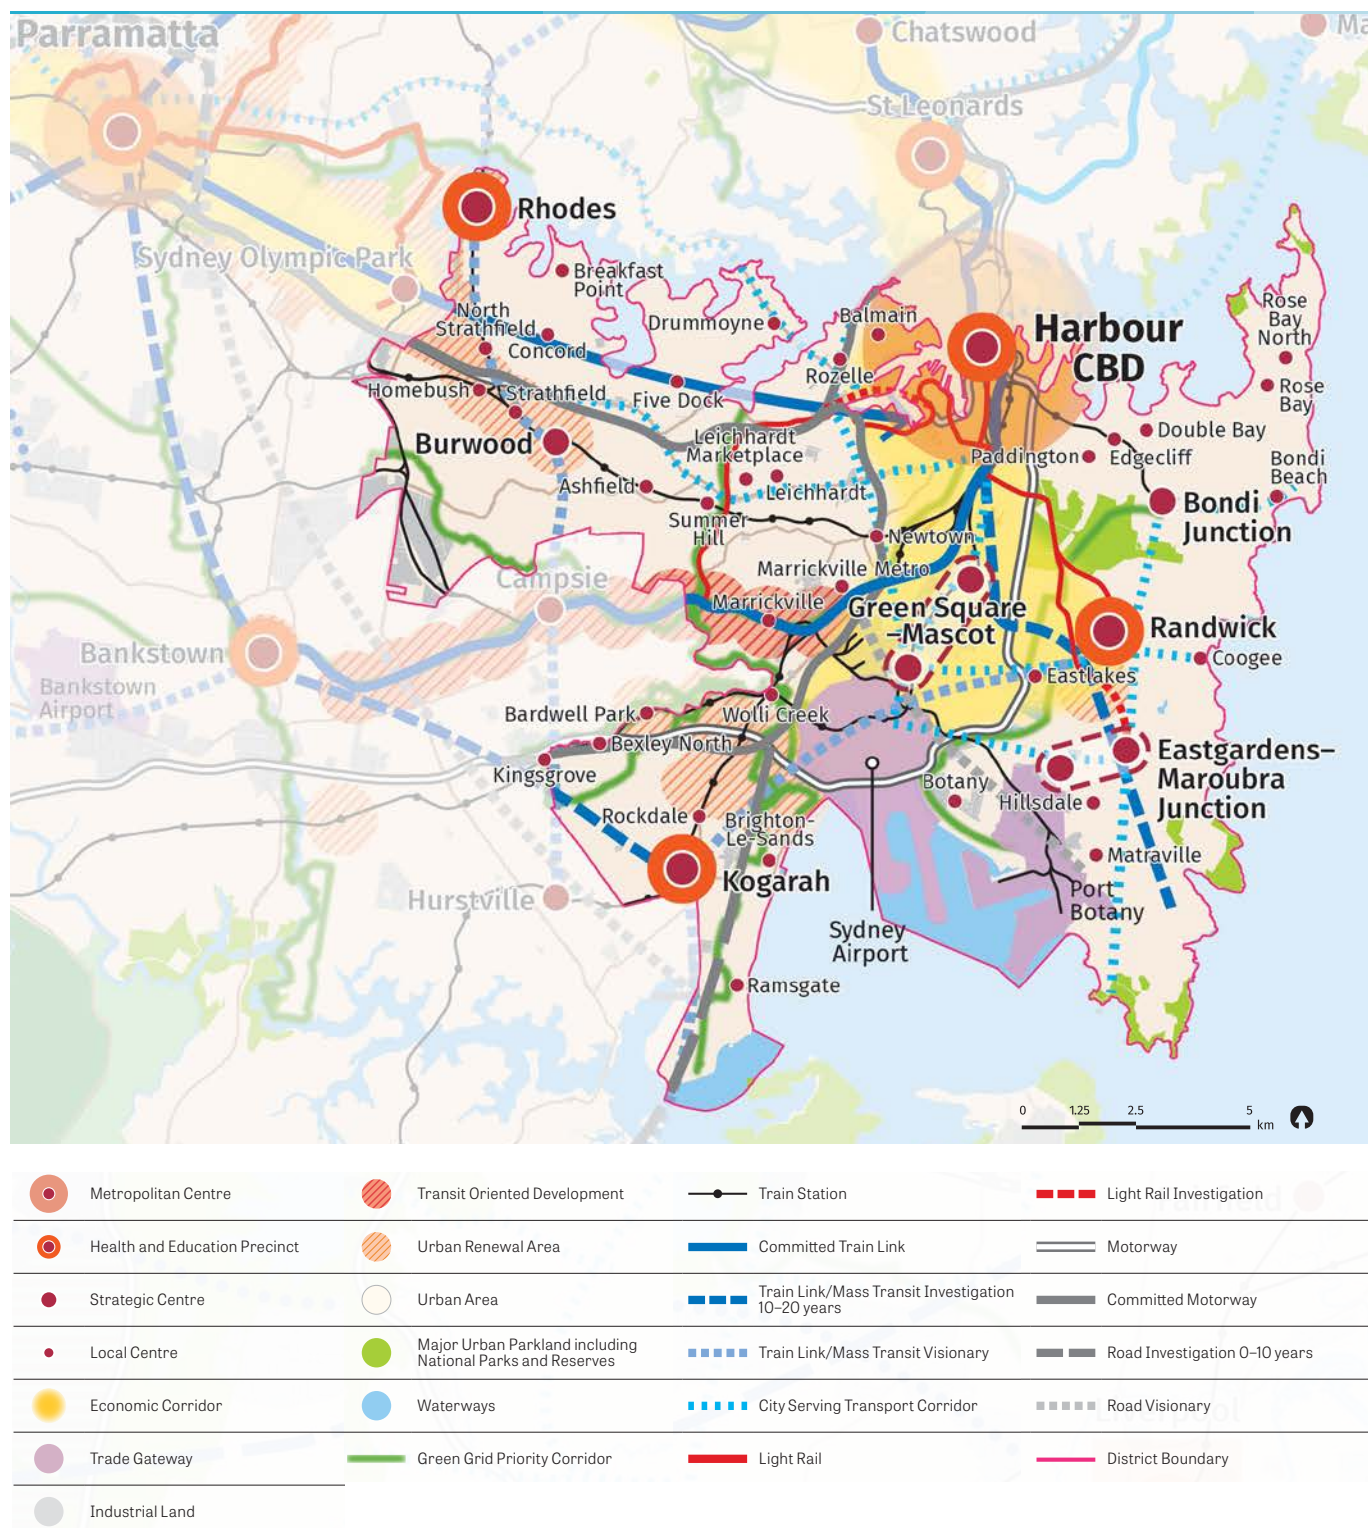 Parramatta
Chatswood
St Leonards
Rhodes
Sydney Olympic Park
Breakfast
Point
North
Strathfield
Concord
Drummoyne
Balmain
Harbour
CBD
Rose
Bay
North
Rozelle
Homebush
Strathfield
Five Dock
Rose
Bay
Burwood
Leichhardt
Marketplace
Double Bay
Paddington
Edgecliff
Bondi
Beach
Ashfield
Leichhardt
Bondi
Junction
Summer
Hill
Newtown
Campsie
Marrickville Metro
Marrickville
Green Square
–Mascot
Randwick
Bankstown
Coogee
Bankstown
Airport
Eastlakes
Bardwell Park
Wolli Creek
Bexley North
Kingsgrove
Eastgardens–
Maroubra
Junction
Botany
Hillsdale
Rockdale
Brighton-
Le-Sands
Matraville
Kogarah
Port
Botany
Hurstville
Sydney
Airport
Ramsgate
0 1.25 2.5 5
km
Metropolitan Centre
Transit Oriented Development
Train Station
Light Rail Investigation
Health and Education Precinct
Urban Renewal Area
Committed Train Link
Motorway
Strategic Centre
Urban Area
Train Link/Mass Transit Investigation
10–20 years
Committed Motorway
Local Centre
Major Urban Parkland including
National Parks and Reserves
Train Link/Mass Transit Visionary
Road Investigation 0–10 years
Economic Corridor
Waterways
City Serving Transport Corridor
Road Visionary
Trade Gateway
Green Grid Priority Corridor
Light Rail
District Boundary
Industrial Land